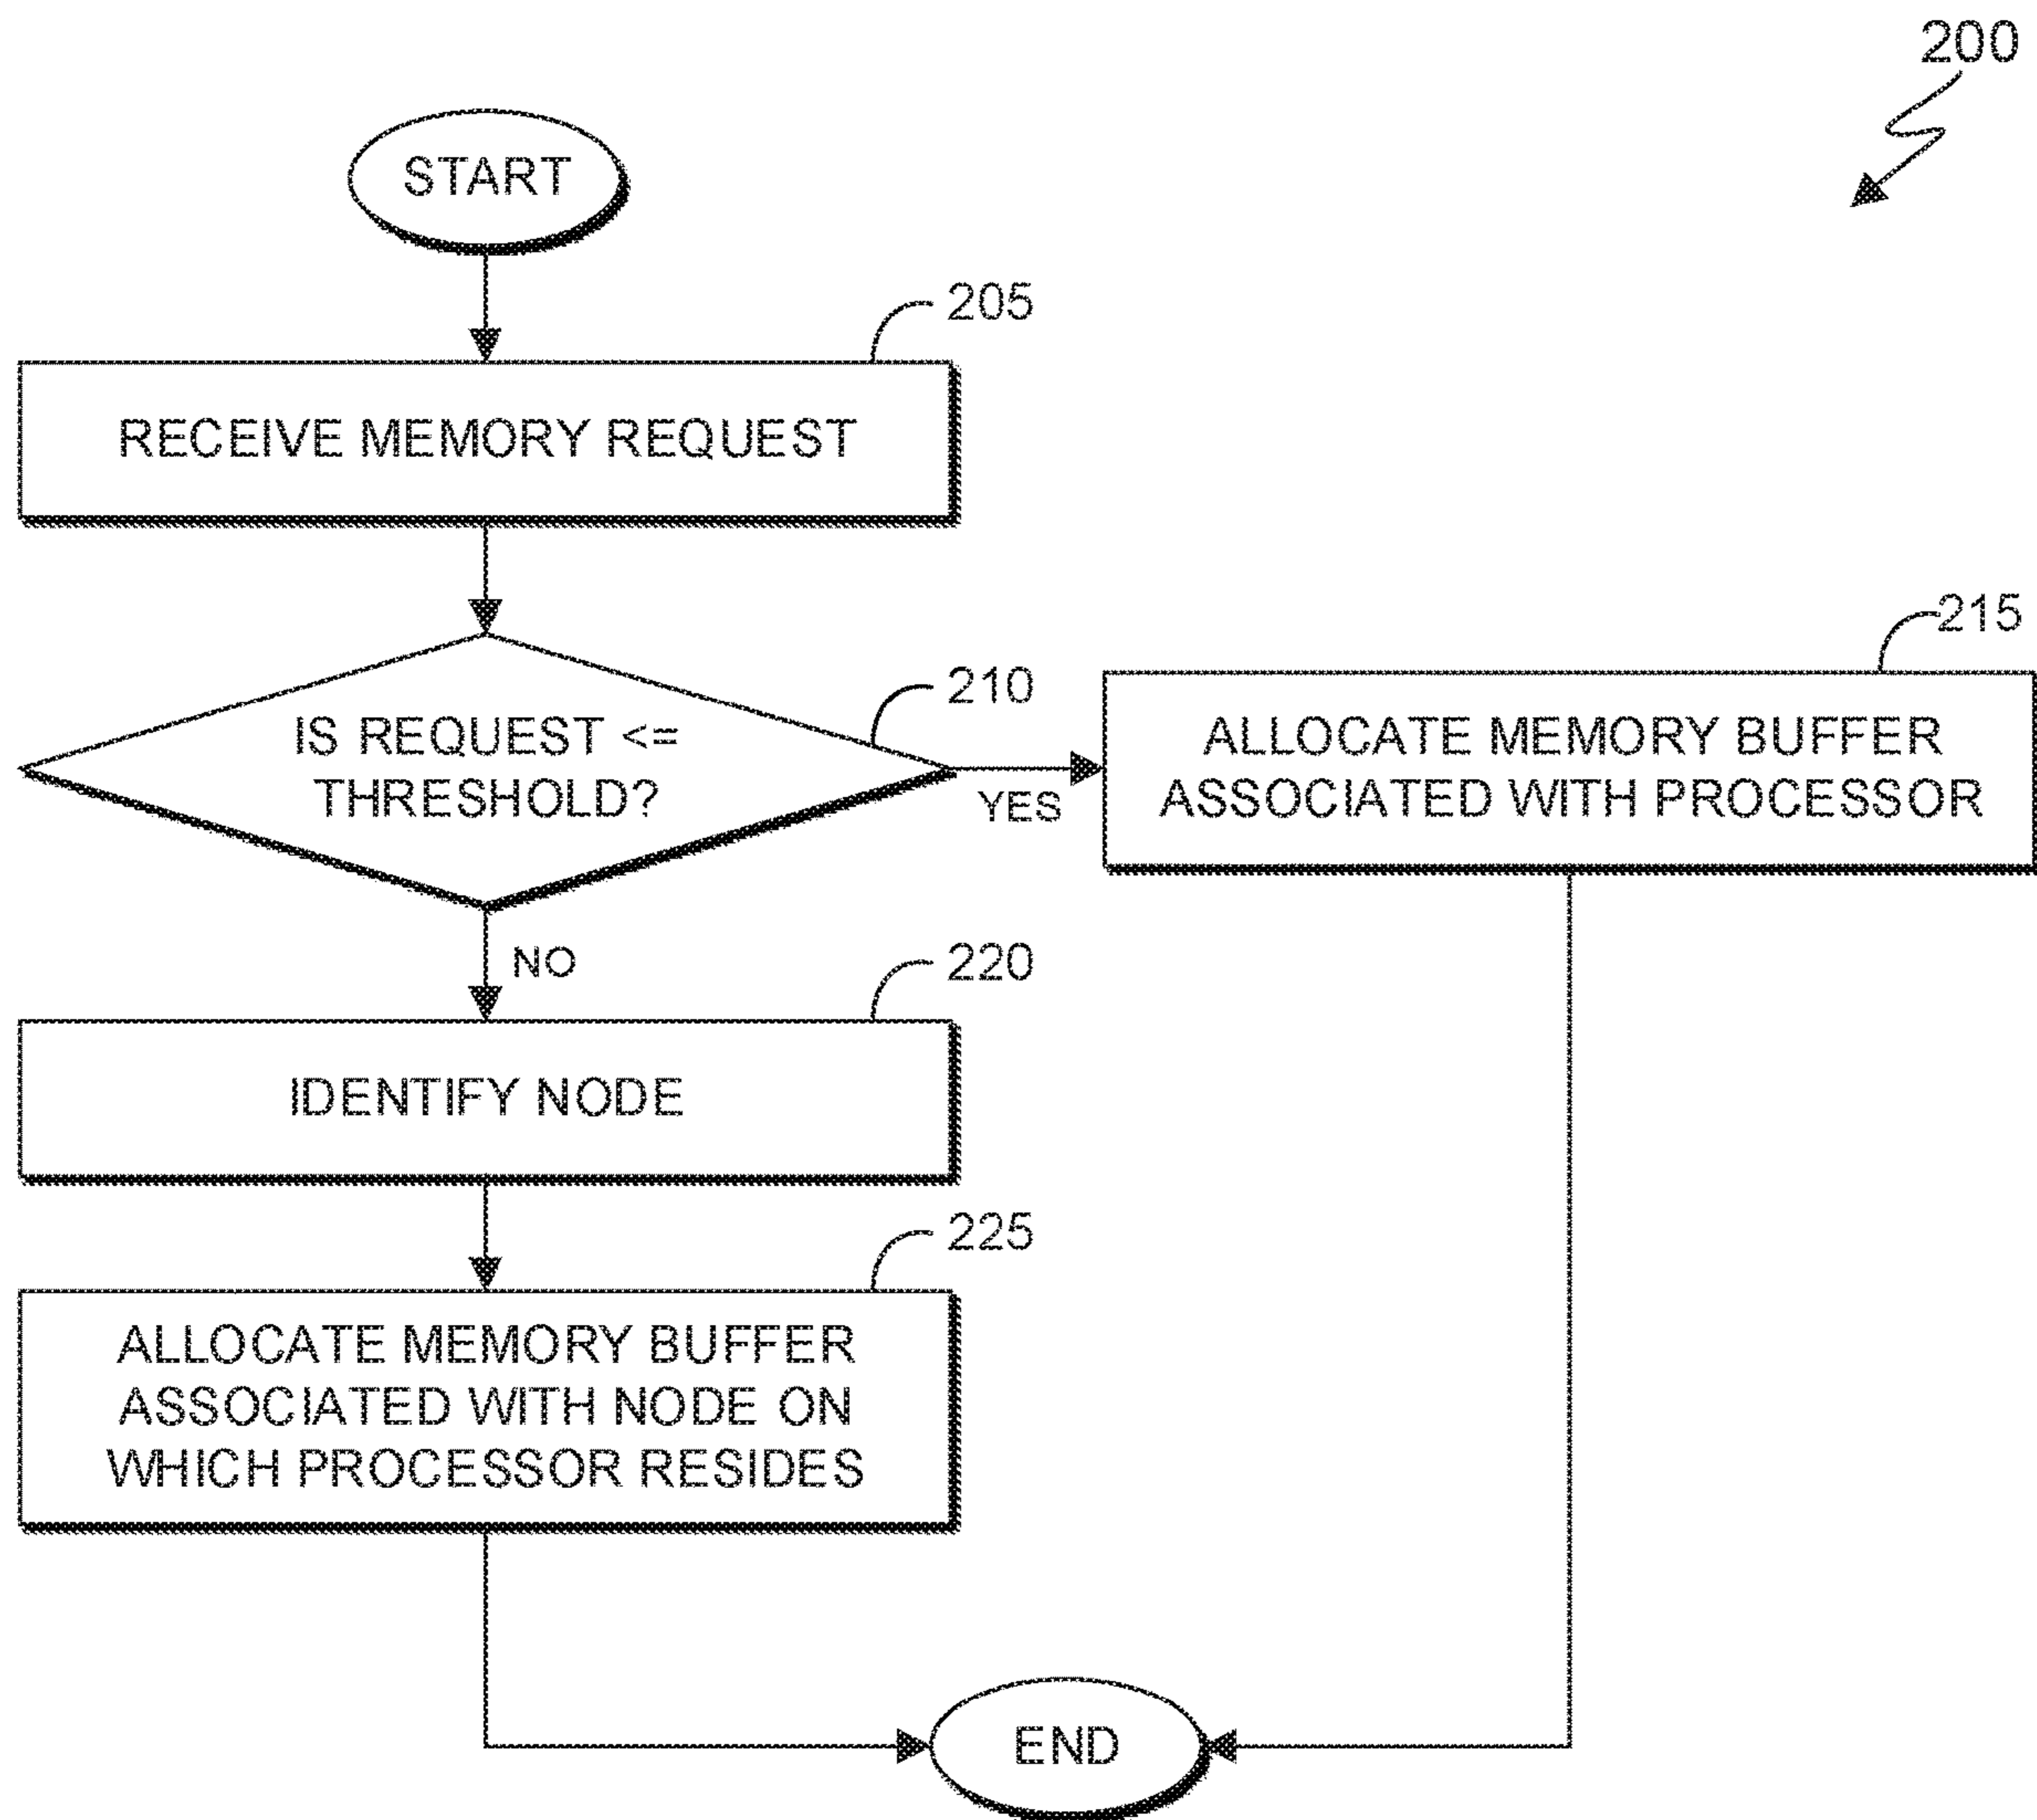 200
START
205
RECEIVE MEMORY REQUEST
210
IS REQUEST <=
THRESHOLD?
YES
215
ALLOCATE MEMORY BUFFER
ASSOCIATED WITH PROCESSOR
NO
220
IDENTIFY NODE
225
ALLOCATE MEMORY BUFFER
ASSOCIATED WITH NODE ON
WHICH PROCESSOR RESIDES
END